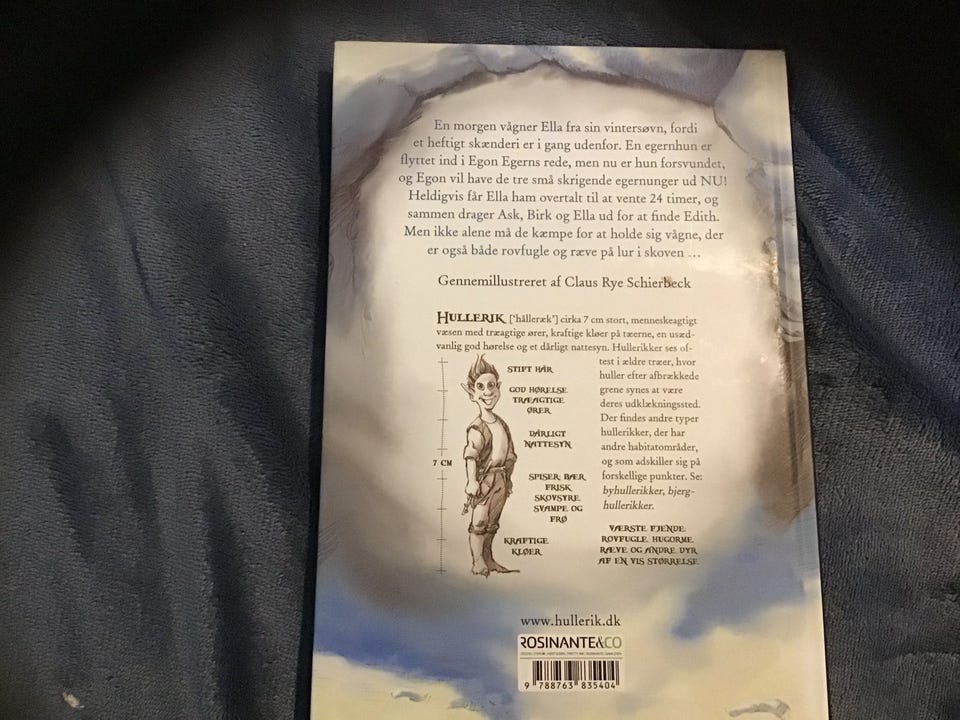 En morgen vågner Ella fra sin vintersøvn, fordi
et heftigt skænderi er i gang udenfor. En egernhun er
flyttet ind i Egon Egerns rede, men nu er hun forsvundet,
og Egon vil have de tre små skrigende egernunger ud NU!
Heldigvis får Ella ham overtalt til at vente 24 timer, og
sammen drager Ask, Birk og Ella ud for at finde Edith.
Men ikke alene må de kæmpe for at holde sig vågne, der
er også både rovfugle og ræve på lur i skoven ...
Gennemillustreret af Claus Rye Schierbeck
HULLERIK ['hålleræk'] cirka 7 cm stort, menneskeagtigt
væsen med træagtige ører, kraftige kløer på tæerne, en usæd-
vanlig god hørelse og et dårligt nattesyn. Hullerikker ses of-
test i ældre træer, hvor
huller efter afbrækkede
grene synes at være
deres udklækningssted.
Der findes andre typer
hullerikker, der har
andre habitatområder,
og som adskiller sig på
forskellige punkter. Se:
byhullerikker, bjerg-
hullerikker.
STIFT HÅR
GOD HØRELSE
TRÆAGTIGE
ØRER
DÅRLIGT
NATTESYN
7 CM
SPISER: BÆR
FRISK
SKOVSYRE
SVAMPE OG
FRØ
KRAFTIGE
KLØER
VÆRSTE FJENDE:
ROVFUGLE, HUGORME,
RÆVE OG ANDRE DYR
AF EN VIS STØRRELSE
www.hullerik.dk
ROSINANTE&CO
9 788763 835404